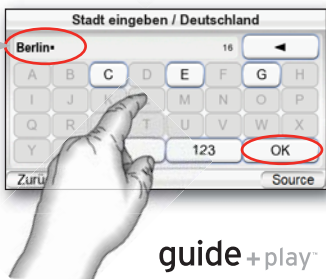 Stadt eingeben / Deutschland
Berlin▪ 16 ◄
A B C D E F G H
I J K M N O P
Q R T U V W X
Y 123 OK
Zurü Source
guide +play™